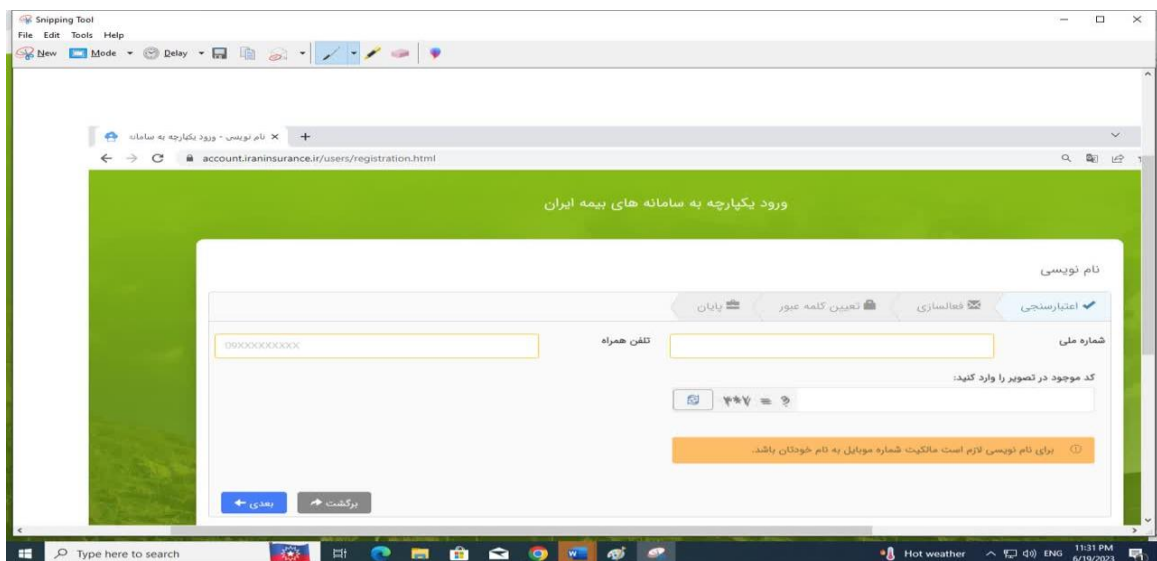 Snipping Tool
File Edit Tools Help
New Mode Delay
نام نویسی - ورود یکپارچه به سامانه
account.iraninsurance.ir/users/registration.html
ورود یکپارچه به سامانه های بیمه ایران
نام نویسی
اعتبارسنجی فعالسازی تعیین کلمه عبور پایان
شماره ملی
تلفن همراه 09XXXXXXXXX
کد موجود در تصویر را وارد کنید:
برای نام نویسی لازم است مالکیت شماره موبایل به نام خودتان باشد.
برگشت بعدی
Type here to search Hot weather ENG 11:31 PM
6/19/2023